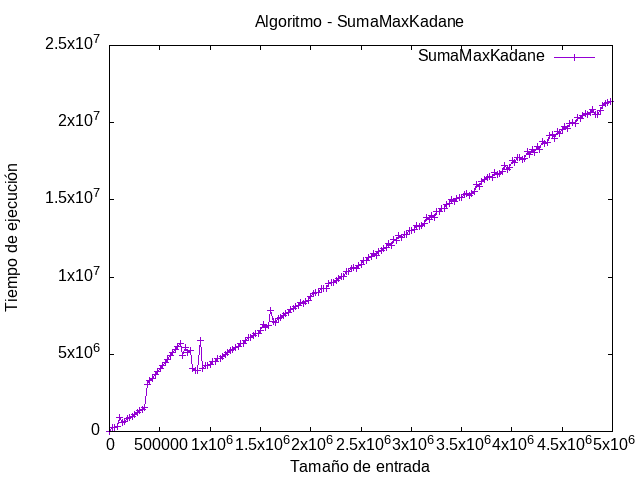 Algoritmo - SumaMaxKadane
SumaMaxKadane
2.5x10⁷
2x10⁷
1.5x10⁷
1x10⁷
5x10⁶
0
Tiempo de ejecución
0 500000 1x10⁶ 1.5x10⁶ 2x10⁶ 2.5x10⁶ 3x10⁶ 3.5x10⁶ 4x10⁶ 4.5x10⁶ 5x10⁶
Tamaño de entrada